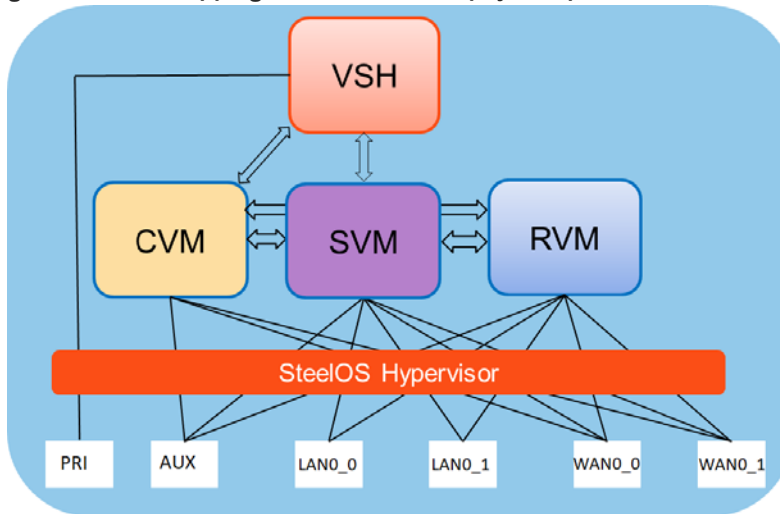 VSH
CVM
SVM
RVM
SteelOS Hypervisor
PRI
AUX
LAN0_0
LAN0_1
WAN0_0
WAN0_1